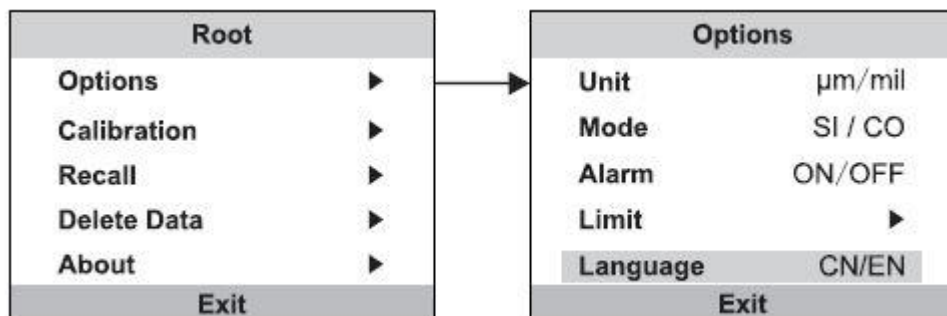 Root
Options ▶
Calibration ▶
Recall ▶
Delete Data ▶
About ▶
Exit
Options
Unit μm/mil
Mode SI / CO
Alarm ON/OFF
Limit ▶
Language CN/EN
Exit